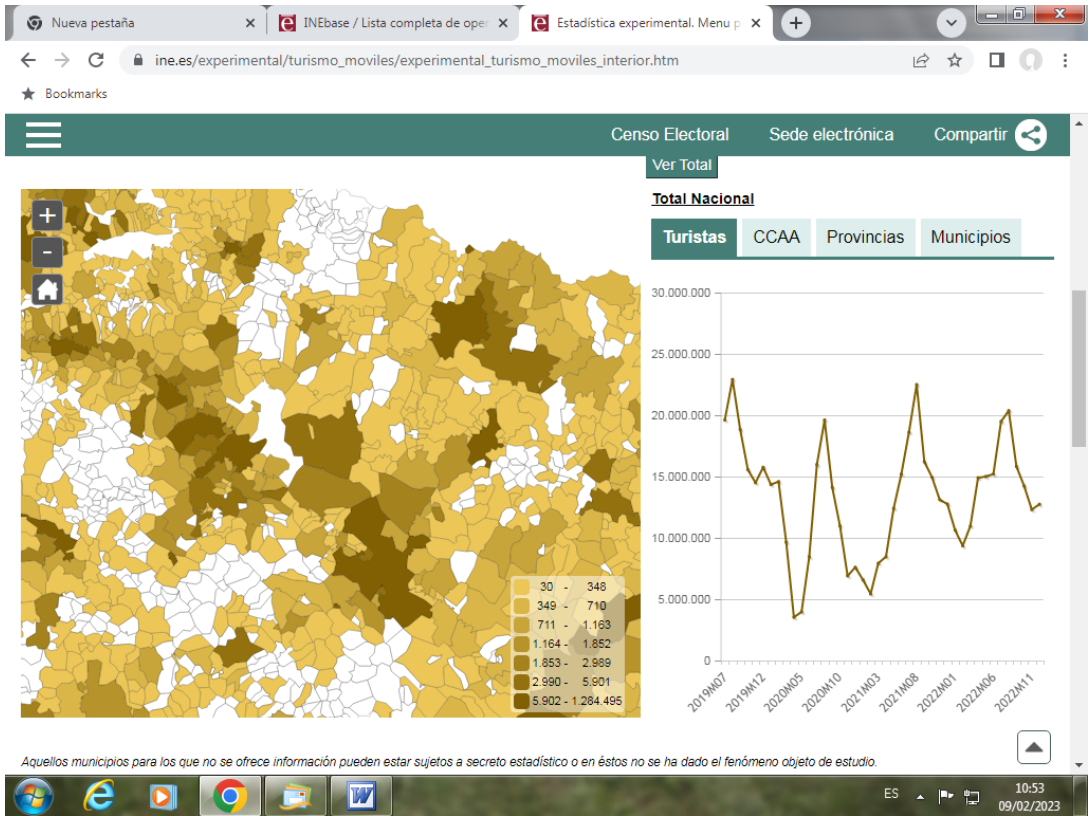 Nueva pestaña
INEbase / Lista completa de oper
Estadística experimental. Menu p
ine.es/experimental/turismo_moviles/experimental_turismo_moviles_interior.htm
Bookmarks
Censo Electoral Sede electrónica Compartir
Ver Total
Total Nacional
Turistas CCAA Provincias Municipios
30.000.000
25.000.000
20.000.000
15.000.000
10.000.000
5.000.000
0
2019M07 2019M12 2020M05 2020M10 2021M03 2021M08 2022M01 2022M06 2022M11
30 - 348
349 - 710
711 - 1.163
1.164 - 1.852
1.853 - 2.989
2.990 - 5.901
5.902 - 1.284.495
Aquellos municipios para los que no se ofrece información pueden estar sujetos a secreto estadístico o en éstos no se ha dado el fenómeno objeto de estudio.
ES
10:53
09/02/2023